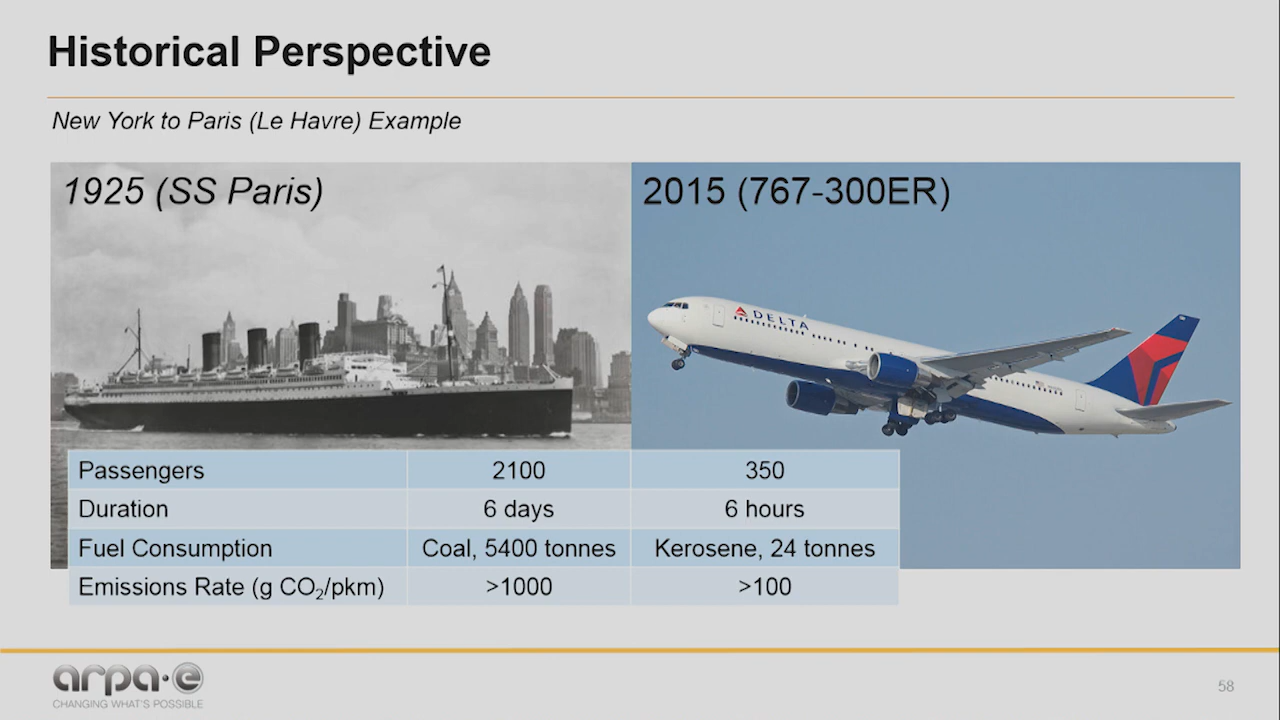 Historical Perspective
New York to Paris (Le Havre) Example
1925 (SS Paris)
2015 (767-300ER)
DELTA
Passengers 2100 350
Duration 6 days 6 hours
Fuel Consumption Coal, 5400 tonnes Kerosene, 24 tonnes
Emissions Rate (g CO₂/pkm) >1000 >100
arpa·e
CHANGING WHAT'S POSSIBLE
58